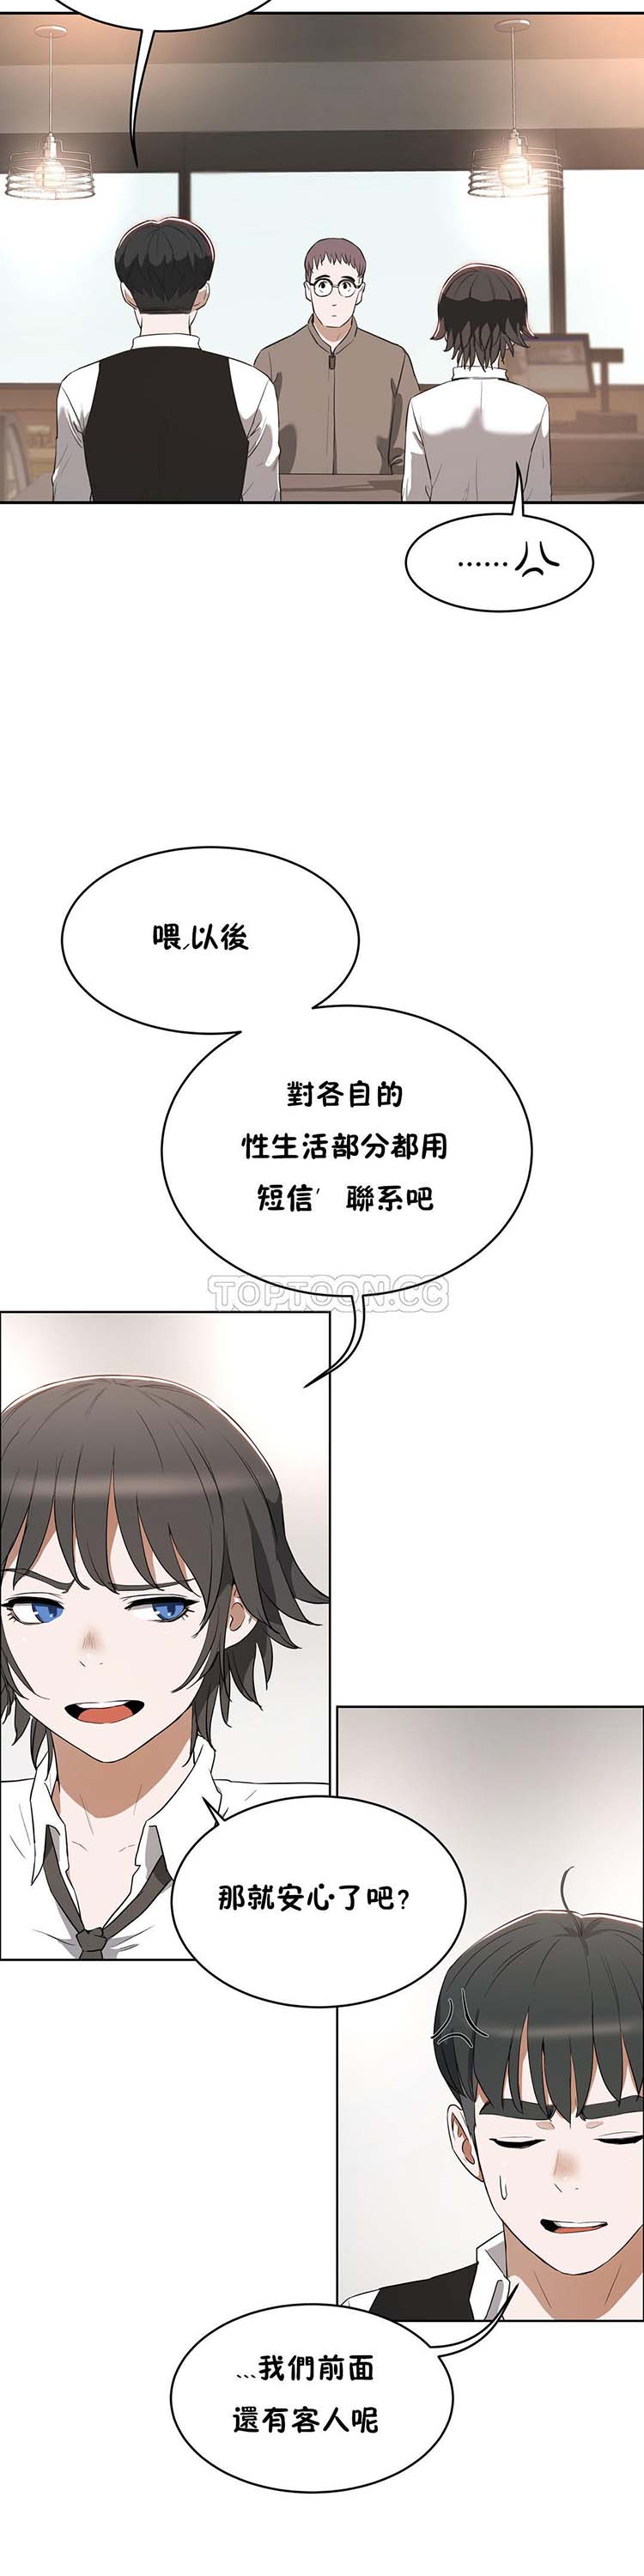 ......
喂,以後
對各自的
性生活部分都用
短信' 聯系吧
TOPTOON.CC
那就安心了吧?
...我們前面
還有客人呢